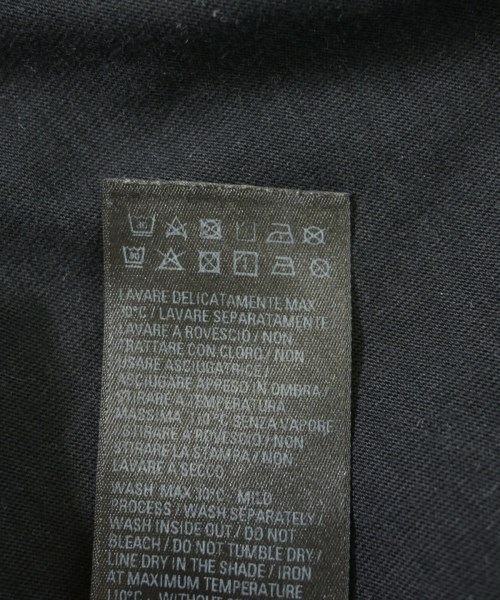 LAVARE DELICATAMENTE MAX
30°C / LAVARE SEPARATAMENTE
LAVARE A ROVESCIO / NON
TRATTARE CON CLORO / NON
USARE ASCIUGATRICE /
ASCIUGARE APPESO IN OMBRA /
STIRARE A TEMPERATURA
MASSIMA 110°C SENZA VAPORE
STIRARE A ROVESCIO / NON
STIRARE LA STAMPA / NON
LAVARE A SECCO
WASH MAX 30°C MILD
PROCESS / WASH SEPARATELY /
WASH INSIDE OUT / DO NOT
BLEACH / DO NOT TUMBLE DRY /
LINE DRY IN THE SHADE / IRON
AT MAXIMUM TEMPERATURE
110°C WITHOUT